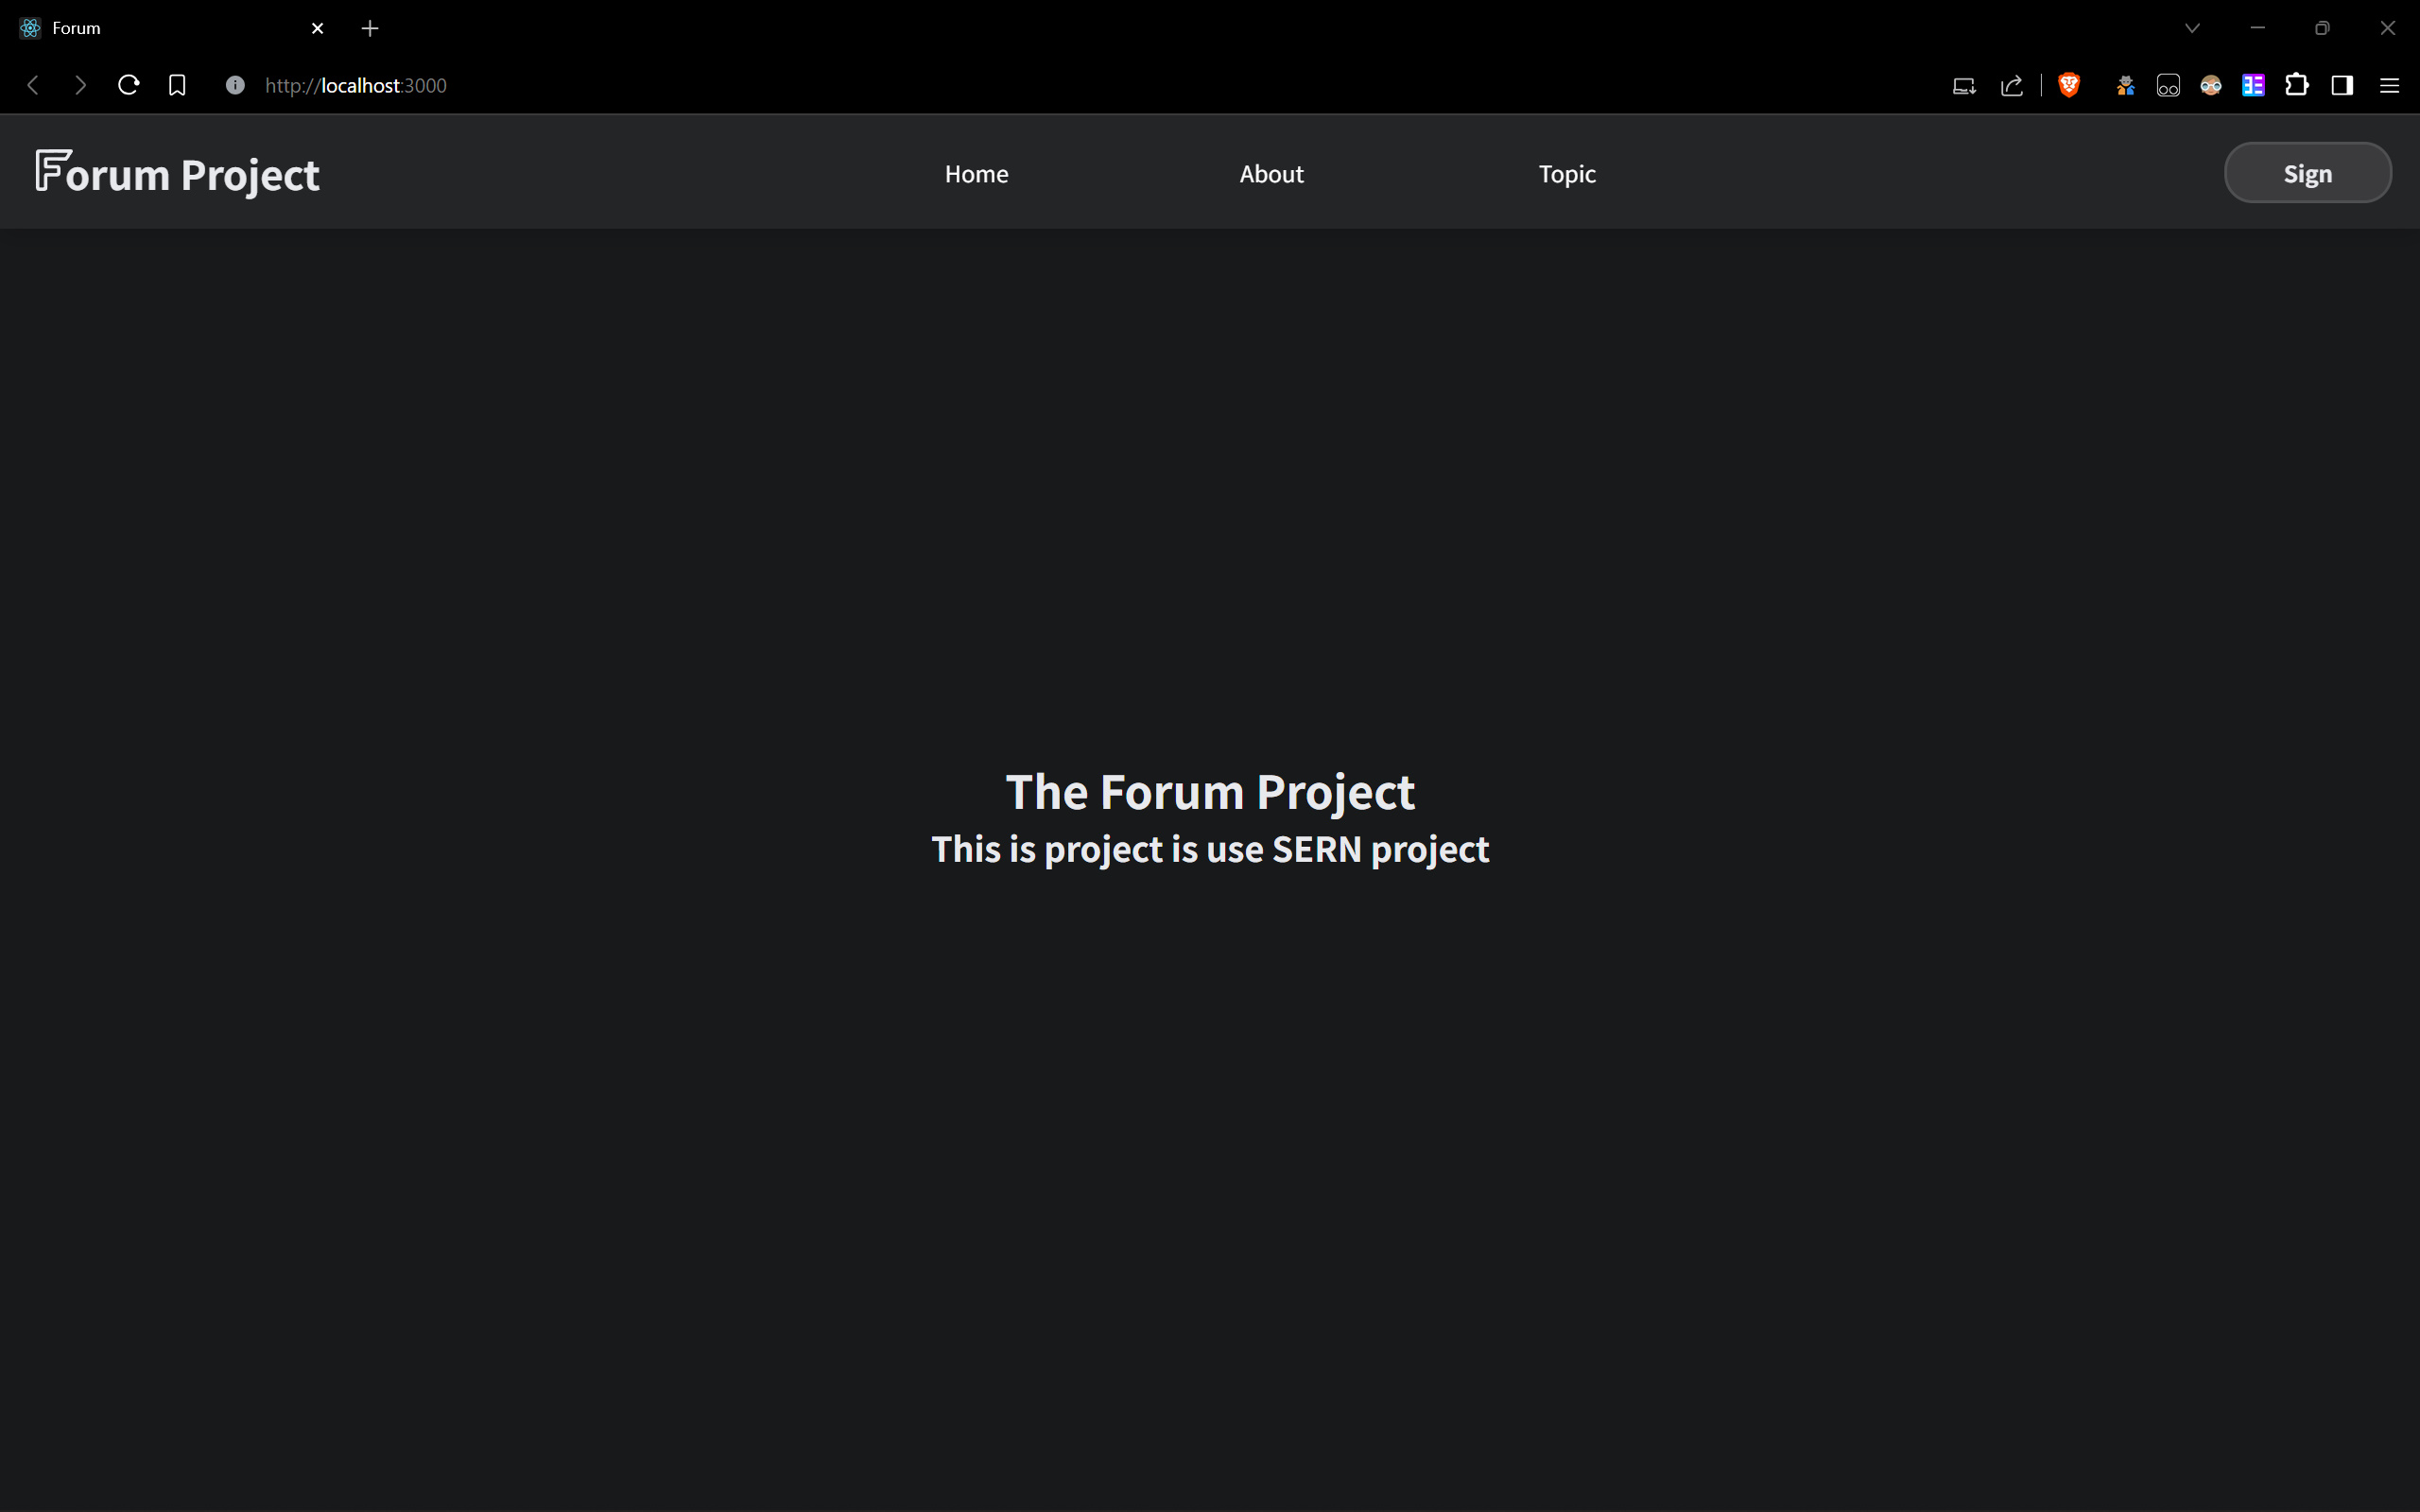 Forum
http://localhost:3000
Forum Project
Home About Topic
Sign
The Forum Project
This is project is use SERN project